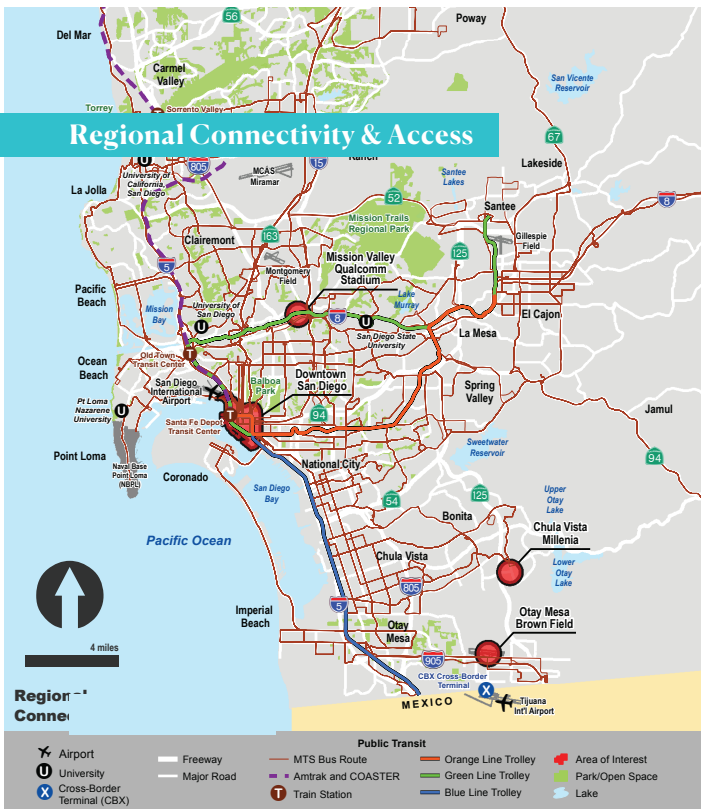 56
Del Mar
Poway
Carmel
Valley
San Vicente
Reservoir
Torrey
Sorrento Valley
Regional Connectivity & Access
67
Lakeside
U
University of
California,
San Diego
805
15
MCAS
Miramar
Santee
Lakes
La Jolla
52
8
Santee
Mission Trails
Regional Park
Gillespie
Field
Clairemont
163
125
5
Montgomery
Field
Mission Valley
Qualcomm
Stadium
Pacific
Beach
Mission
Bay
University of
San Diego
U
Lake
Murray
8
U
San Diego State
University
El Cajon
La Mesa
Old Town
Transit Center
T
Ocean
Beach
San Diego
International
Airport
Balboa
Park
Downtown
San Diego
Spring
Valley
Pt Loma
Nazarene
University
U
Santa Fe Depot
Transit Center
T
94
Jamul
Point Loma
Naval Base
Point Loma
(NBPL)
Coronado
National City
Sweetwater
Reservoir
94
San Diego
Bay
54
125
Upper
Otay
Lake
Bonita
Pacific Ocean
Chula Vista
Millenia
Chula Vista
Lower
Otay
Lake
805
5
Imperial
Beach
Otay
Mesa
Otay Mesa
Brown Field
4 miles
905
CBX Cross-Border
Terminal
X
MEXICO
Tijuana
Int'l Airport
Public Transit
Airport
Freeway
MTS Bus Route
Orange Line Trolley
Area of Interest
U
University
Major Road
Amtrak and COASTER
Green Line Trolley
Park/Open Space
X
Cross-Border
Terminal (CBX)
T
Train Station
Blue Line Trolley
Lake